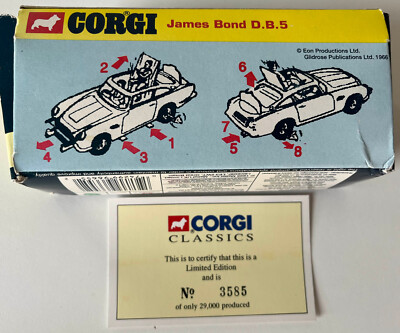 CORGI
James Bond D.B.5
© Eon Productions Ltd.
Glidrose Publications Ltd. 1966
2
6
4
3
1
7
5
8
CORGI
CLASSICS
This is to certify that this is a
Limited Edition
and is
No. 3585
of only 29,000 produced